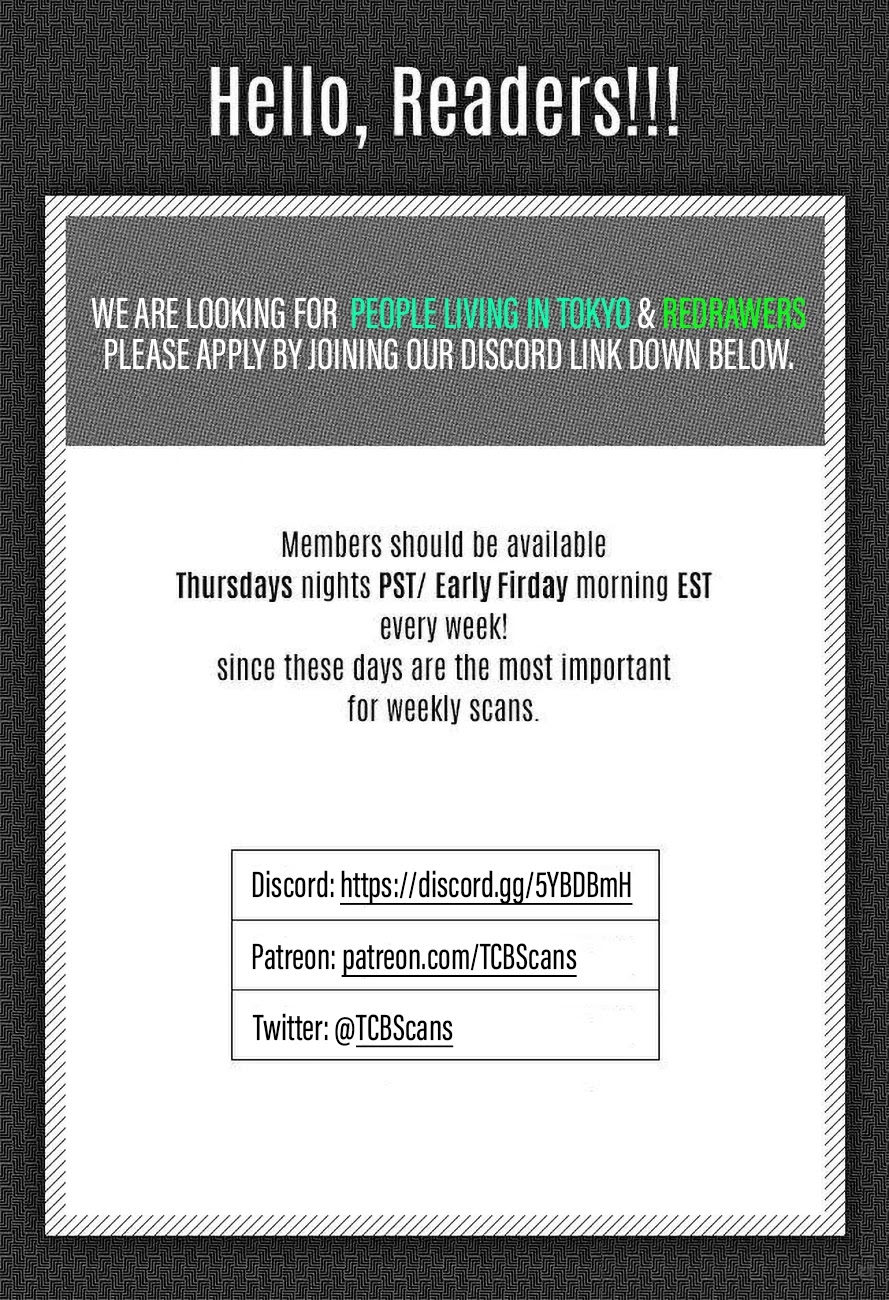 Hello, Readers!!!
WE ARE LOOKING FOR PEOPLE LIVING IN TOKYO & REDRAWERS
PLEASE APPLY BY JOINING OUR DISCORD LINK DOWN BELOW.
Members should be available
Thursdays nights PST/ Early Firday morning EST
every week!
since these days are the most important
for weekly scans.
Discord: https://discord.gg/5YBDBmH
Patreon: patreon.com/TCBScans
Twitter: @TCBScans